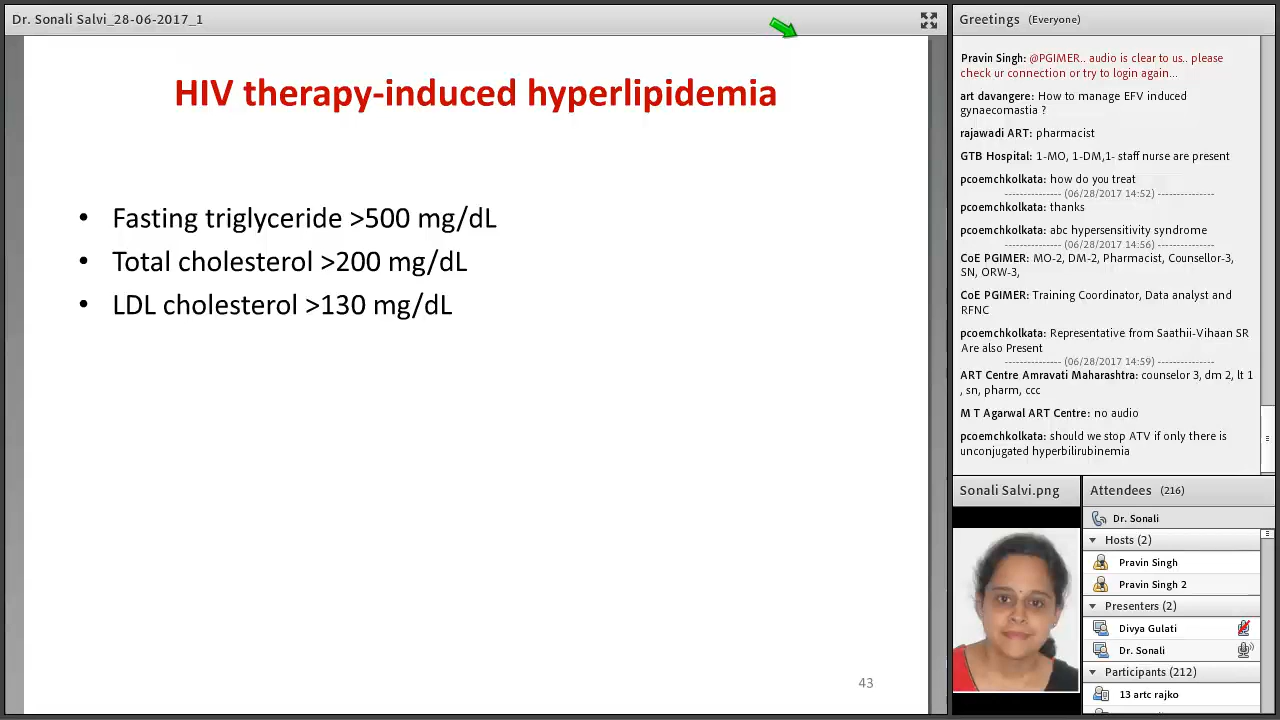 Dr. Sonali Salvi_28-06-2017_1
HIV therapy-induced hyperlipidemia
• Fasting triglyceride >500 mg/dL
• Total cholesterol >200 mg/dL
• LDL cholesterol >130 mg/dL
43
Greetings (Everyone)
Pravin Singh: @PGIMER.. audio is clear to us.. please
check ur connection or try to login again...
art davangere: How to manage EFV induced
gynaecomastia ?
rajawadi ART: pharmacist
GTB Hospital: 1-MO, 1-DM,1- staff nurse are present
pcoemchkolkata: how do you treat
-------------- (06/28/2017 14:52) --------------
pcoemchkolkata: thanks
pcoemchkolkata: abc hypersensitivity syndrome
-------------- (06/28/2017 14:56) --------------
CoE PGIMER: MO-2, DM-2, Pharmacist, Counsellor-3,
SN, ORW-3,
CoE PGIMER: Training Coordinator, Data analyst and
RFNC
pcoemchkolkata: Representative from Saathii-Vihaan SR
Are also Present
-------------- (06/28/2017 14:59) --------------
ART Centre Amravati Maharashtra: counselor 3, dm 2, lt 1
, sn, pharm, ccc
M T Agarwal ART Centre: no audio
pcoemchkolkata: should we stop ATV if only there is
unconjugated hyperbilirubinemia
Sonali Salvi.png
Attendees (216)
Dr. Sonali
Hosts (2)
Pravin Singh
Pravin Singh 2
Presenters (2)
Divya Gulati
Dr. Sonali
Participants (212)
13 artc rajko